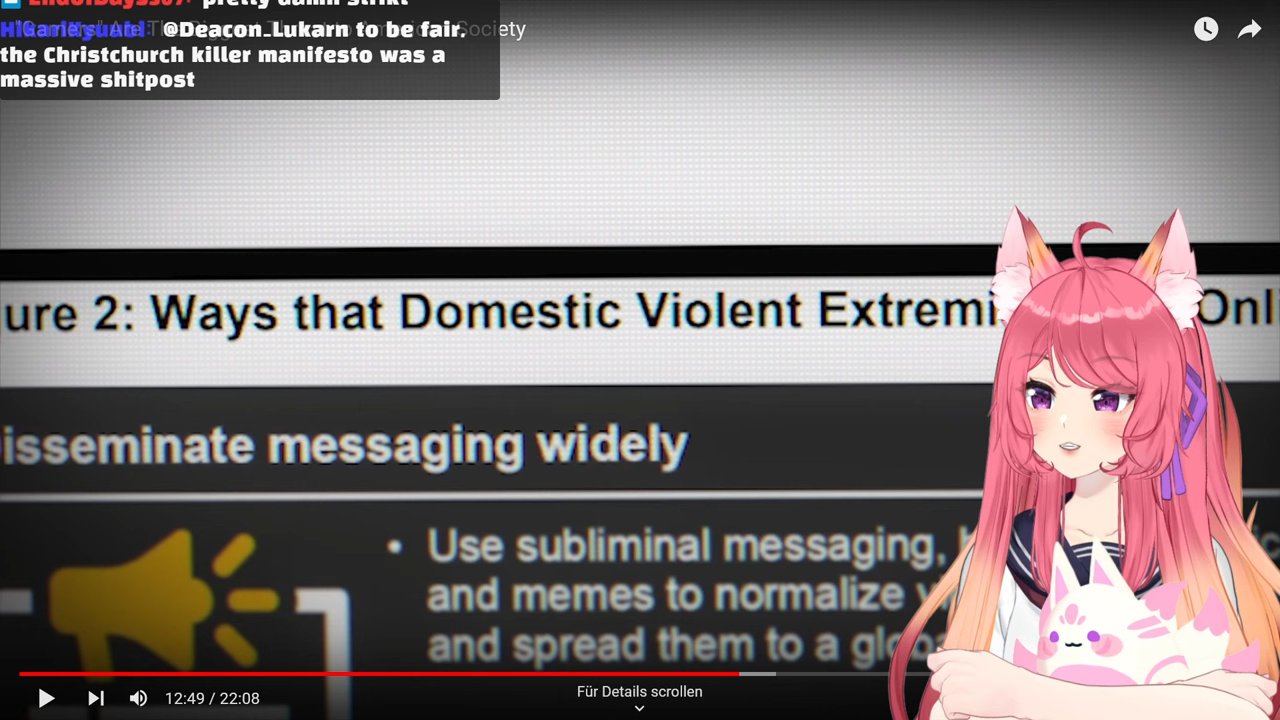 EndOfDays307: pretty damn strikt
@Deacon_Lukarn to be fair.
the Christchurch killer manifesto was a
massive shitpost
Society
ure 2: Ways that Domestic Violent Extremi Onl
isseminate messaging widely
• Use subliminal messaging,
and memes to normalize
and spread them to a glo
12:49 / 22:08
Für Details scrollen